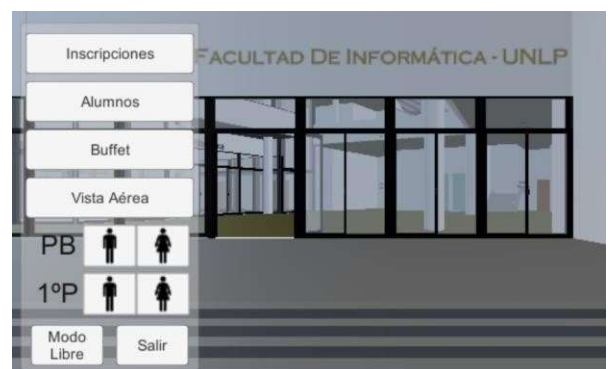 Inscripciones
FACULTAD DE INFORMÁTICA - UNLP
Alumnos
Buffet
Vista Aérea
PB
1ºP
Modo
Libre
Salir